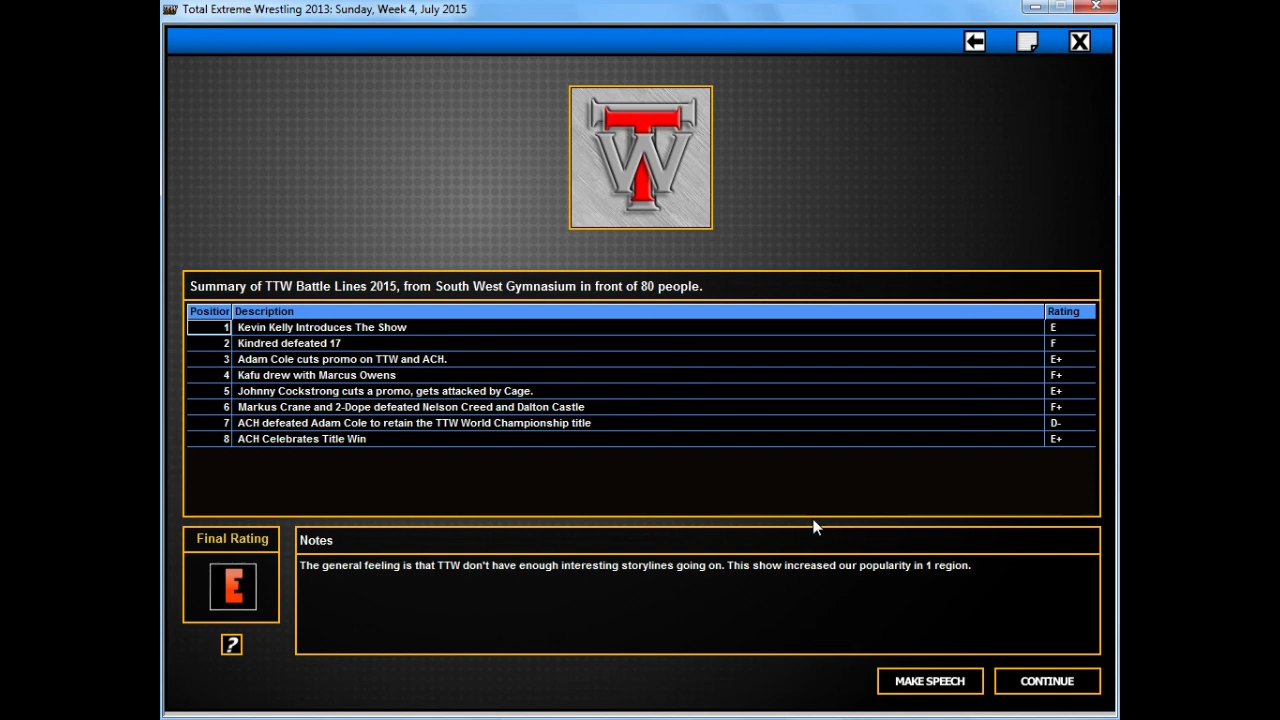 Total Extreme Wrestling 2013: Sunday, Week 4, July 2015
TTW
Summary of TTW Battle Lines 2015, from South West Gymnasium in front of 80 people.
Position Description Rating
1 Kevin Kelly Introduces The Show E
2 Kindred defeated 17 F
3 Adam Cole cuts promo on TTW and ACH. E+
4 Kafu drew with Marcus Owens F+
5 Johnny Cockstrong cuts a promo, gets attacked by Cage. E+
6 Markus Crane and 2-Dope defeated Nelson Creed and Dalton Castle F+
7 ACH defeated Adam Cole to retain the TTW World Championship title D-
8 ACH Celebrates Title Win E+
Final Rating
E
?
Notes
The general feeling is that TTW don't have enough interesting storylines going on. This show increased our popularity in 1 region.
MAKE SPEECH CONTINUE